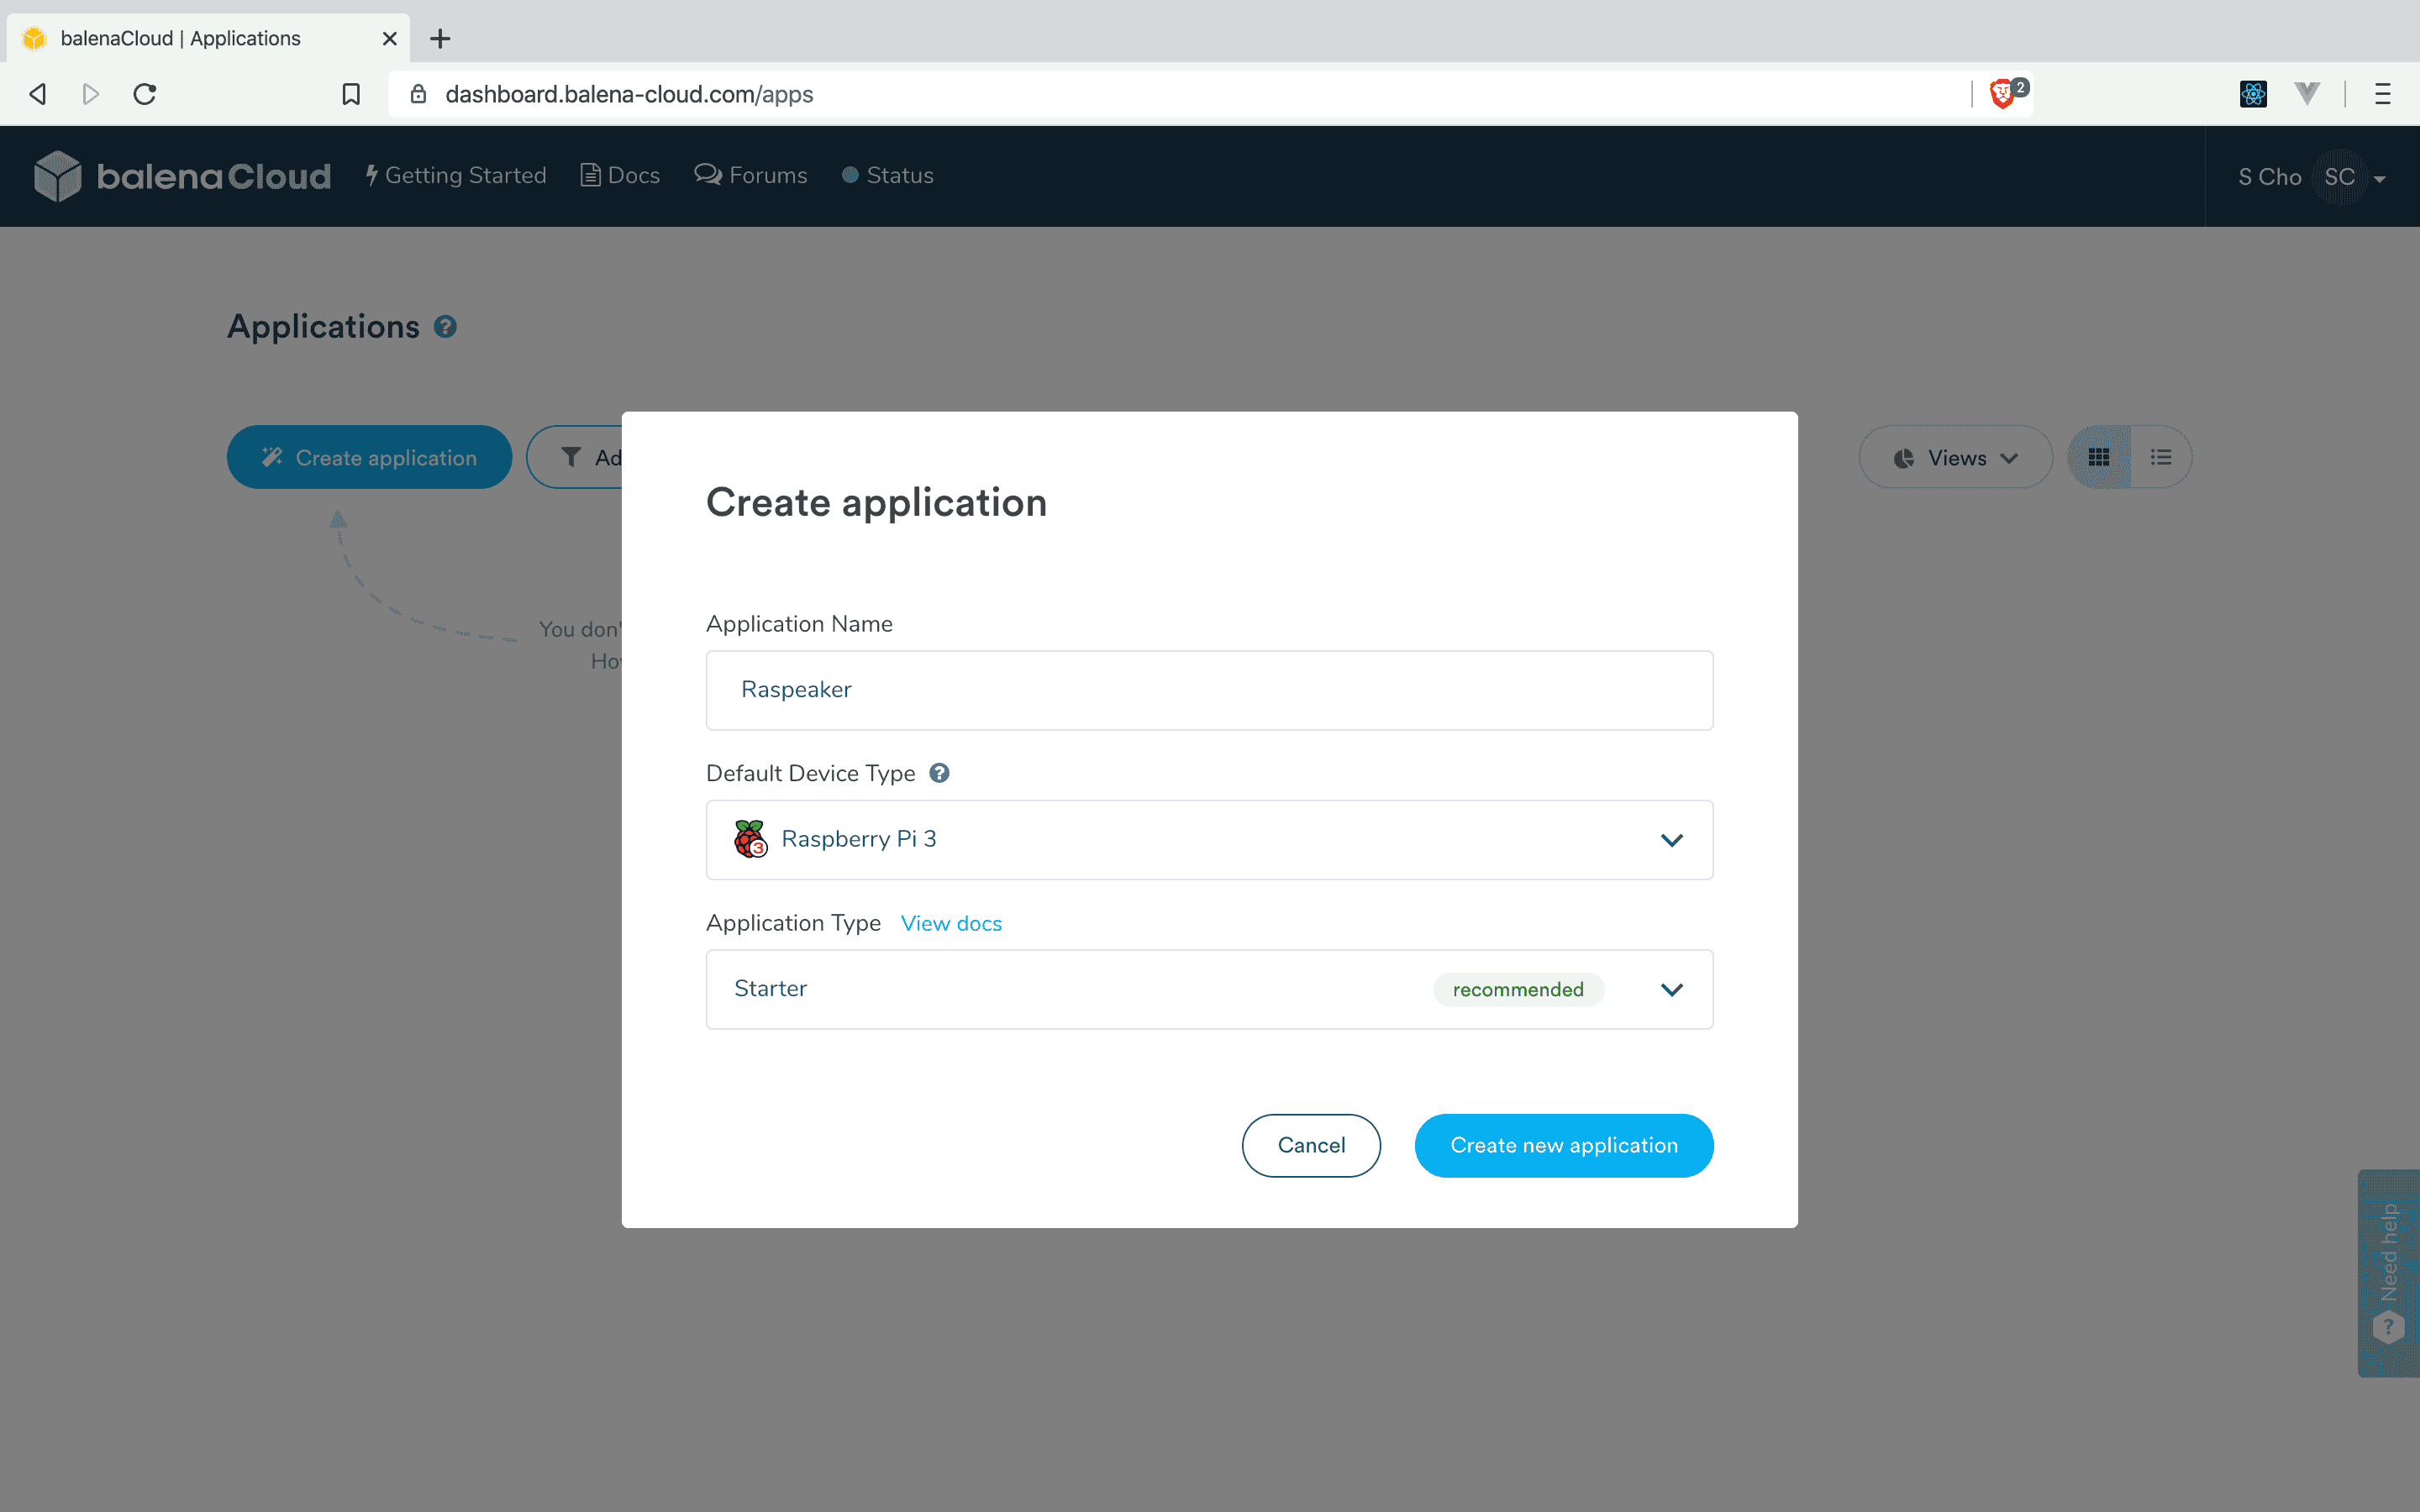 balenaCloud | Applications
dashboard.balena-cloud.com/apps
2
balenaCloud
Getting Started
Docs
Forums
Status
S Cho
SC
Applications ?
Create application
Ad
Views
You don'
Ho
Create application
Application Name
Raspeaker
Default Device Type ?
3 Raspberry Pi 3
Application Type View docs
Starter
recommended
Cancel
Create new application
Need help
?